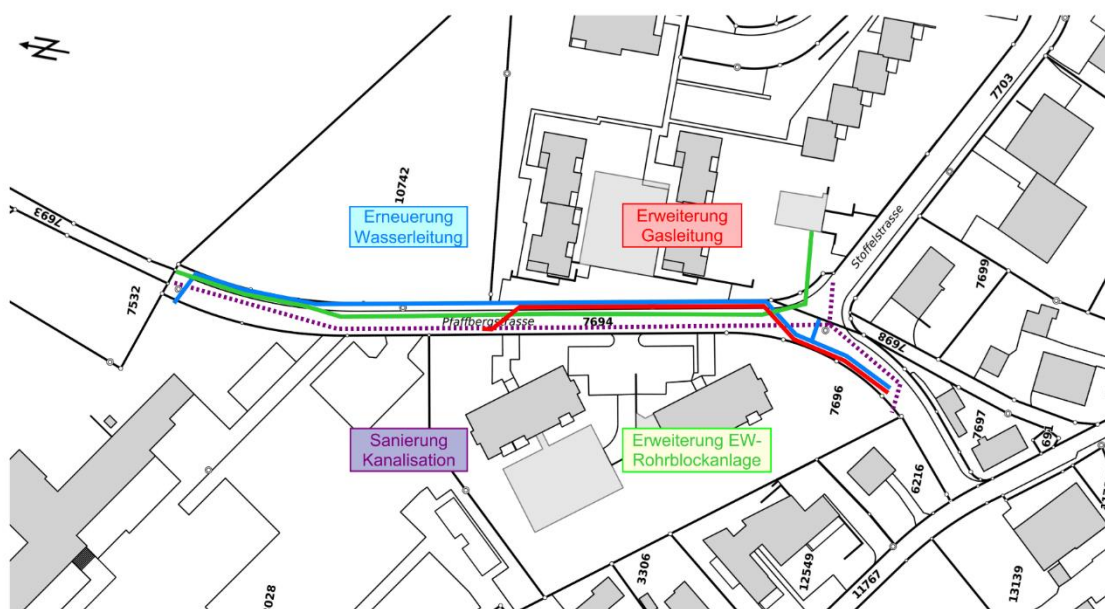 7703
10742
Erneuerung
Wasserleitung
Erweiterung
Gasleitung
Stoffelstrasse
7693
7699
7532
Pfaffbergstrasse
7694
7698
7696
7697
691
Sanierung
Kanalisation
Erweiterung EW-
Rohrblockanlage
6216
3306
12549
11767
13139